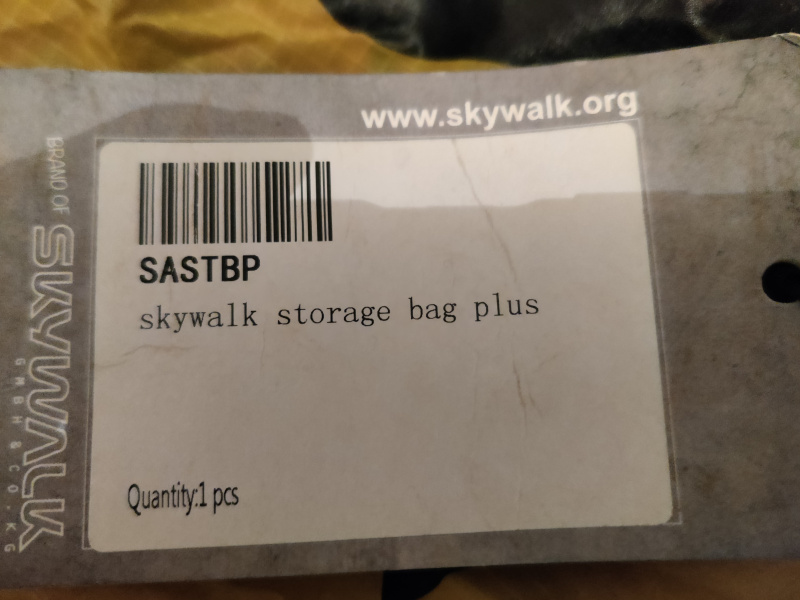 www.skywalk.org
BRAND OF
SKYWALK
GMBH & CO. KG
SASTBP
skywalk storage bag plus
Quantity:1 pcs